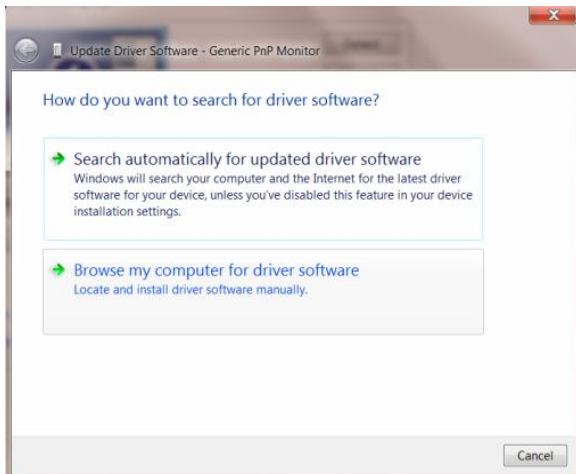 Update Driver Software - Generic PnP Monitor
How do you want to search for driver software?
Search automatically for updated driver software
Windows will search your computer and the Internet for the latest driver
software for your device, unless you've disabled this feature in your device
installation settings.
Browse my computer for driver software
Locate and install driver software manually.
Cancel